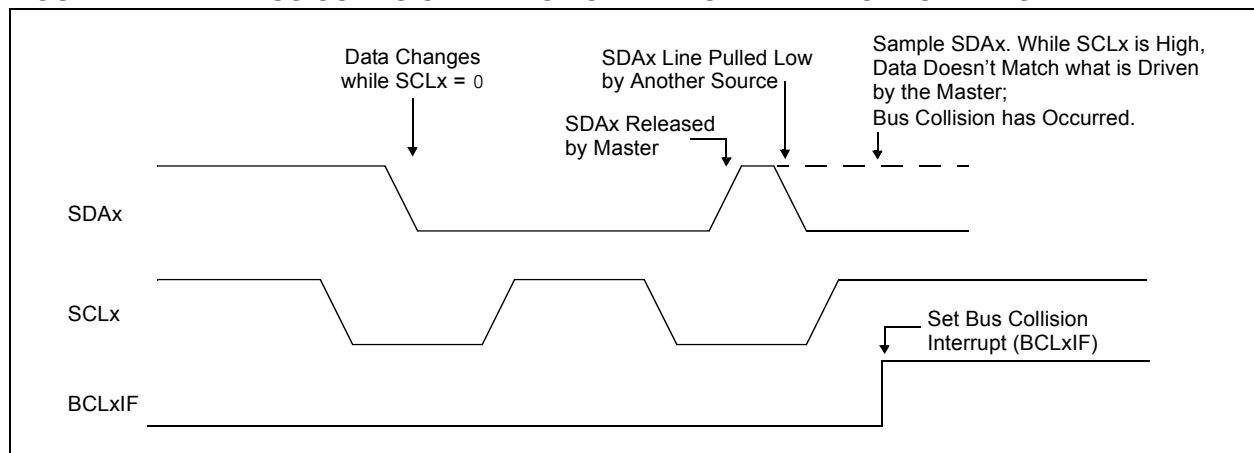 Data Changes
while SCLx = 0
SDAx Line Pulled Low
by Another Source
SDAx Released
by Master
Sample SDAx. While SCLx is High,
Data Doesn't Match what is Driven
by the Master;
Bus Collision has Occurred.
SDAx
SCLx
Set Bus Collision
Interrupt (BCLxIF)
BCLxIF